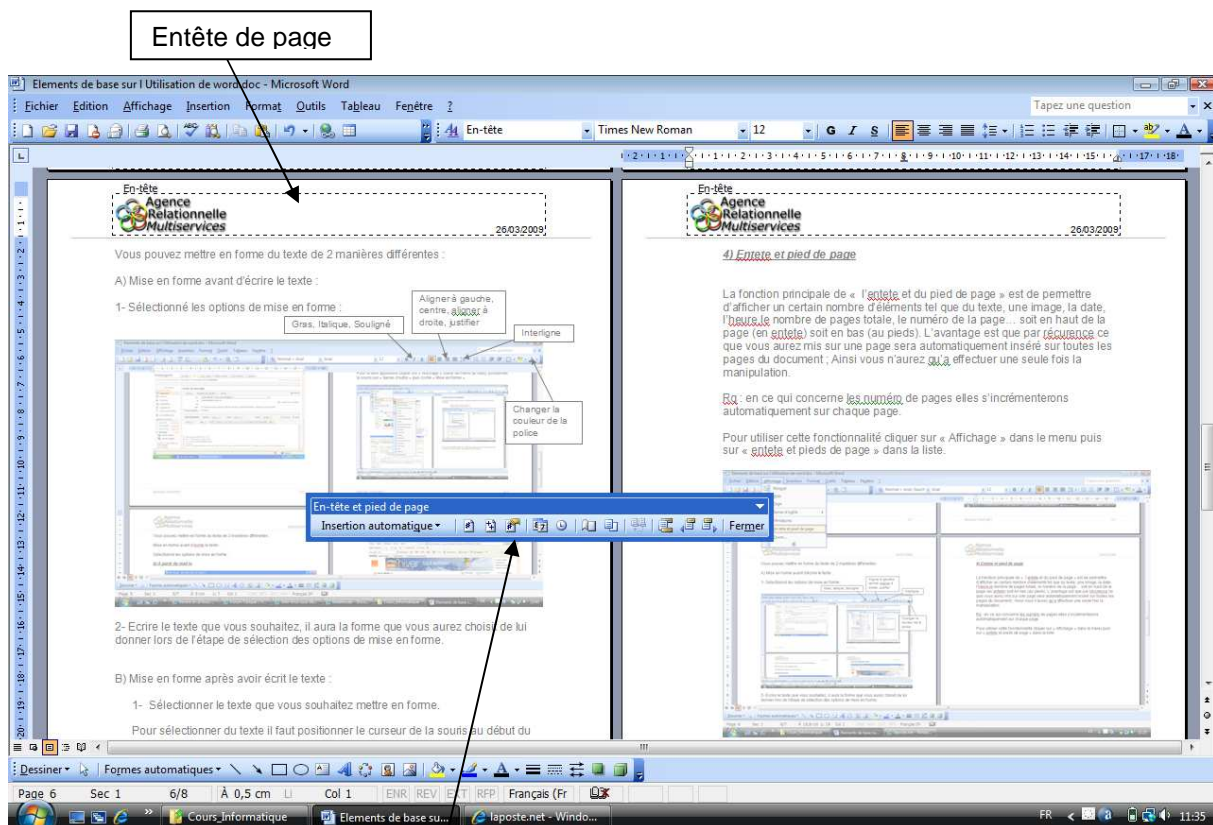 Entête de page
Elements de base sur l Utilisation de word.doc - Microsoft Word
Fichier Edition Affichage Insertion Format Outils Tableau Fenêtre ?
Tapez une question
En-tête
Times New Roman
12
G I S
En-tête
Agence
Relationnelle
Multiservices
26/03/2009
Vous pouvez mettre en forme du texte de 2 manières différentes :
A) Mise en forme avant d'écrire le texte :
1- Sélectionné les options de mise en forme :
Gras, Italique, Souligné
Aligner à gauche,
centre, aligner à
droite, justifier
Interligne
Changer la
couleur de la
police
2- Ecrire le texte que vous souhaitez, il aura la forme que vous aurez choisit de lui
donner lors de l'étape de sélection des options de mise en forme.
B) Mise en forme après avoir écrit le texte :
1- Sélectionner le texte que vous souhaitez mettre en forme.
Pour sélectionner du texte il faut positionner le curseur de la souris au début du
En-tête
Agence
Relationnelle
Multiservices
26/03/2009
4) Entete et pied de page
La fonction principale de « l'entete et du pied de page » est de permettre
d'afficher un certain nombre d'éléments tel que du texte, une image, la date,
l'heure,le nombre de pages totale, le numéro de la page... soit en haut de la
page (en entete) soit en bas (au pieds). L'avantage est que par récurence ce
que vous aurez mis sur une page sera automatiquement inséré sur toutes les
pages du document ; Ainsi vous n'aurez qu'a effectuer une seule fois la
manipulation.
Rq : en ce qui concerne les numéro de pages elles s'incrémenterons
automatiquement sur chaque page.
Pour utiliser cette fonctionnalité cliquer sur « Affichage » dans le menu puis
sur « entete et pieds de page » dans la liste.
En-tête et pied de page
Insertion automatique
Fermer
Dessiner Formes automatiques
Page 6 Sec 1 6/8 À 0,5 cm Li Col 1 ENR REV EXT RFP Français (Fr
Cours_Informatique
Elements de base su...
laposte.net - Windo...
FR
11:35